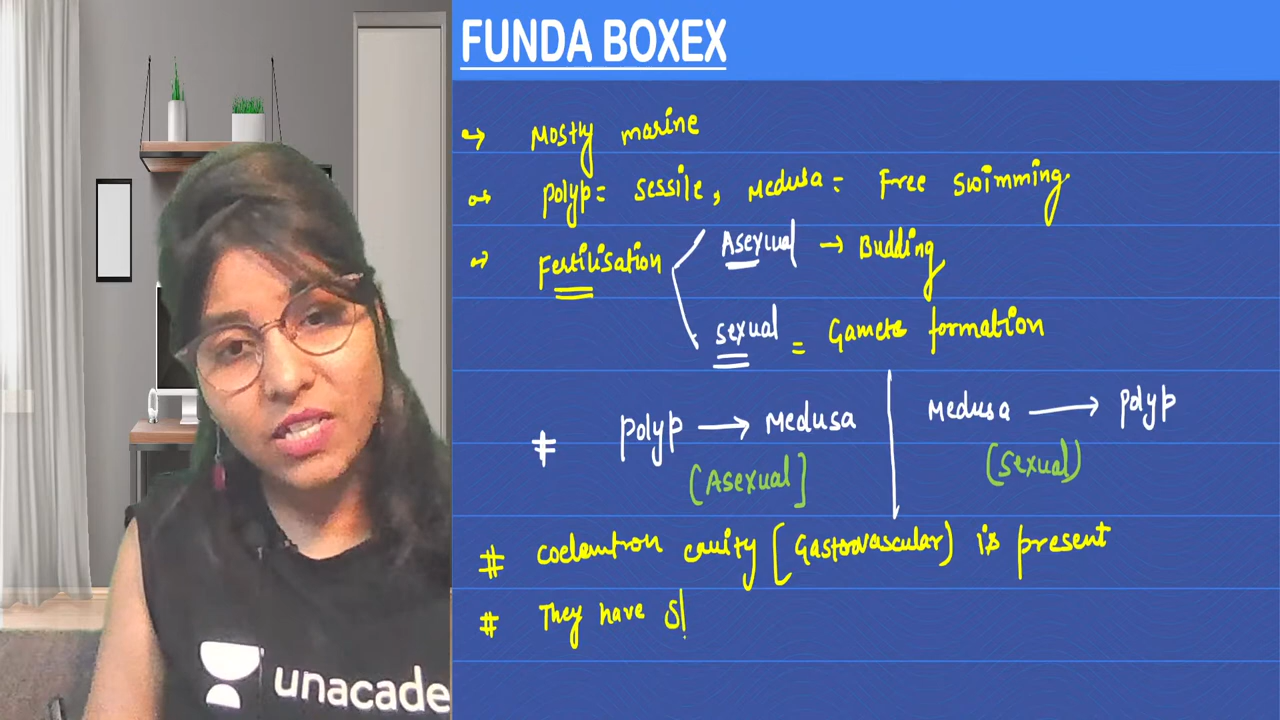 FUNDA BOXEX
→ Mostly marine
→ polyp = sessile, Medusa = Free swimming.
→ Fertilisation Asexual → Budding
sexual = Gamete formation
# polyp → Medusa | Medusa → polyp
(Asexual] (sexual)
# coelentron cavity [Gastrovascular) is present
# They have
unacade